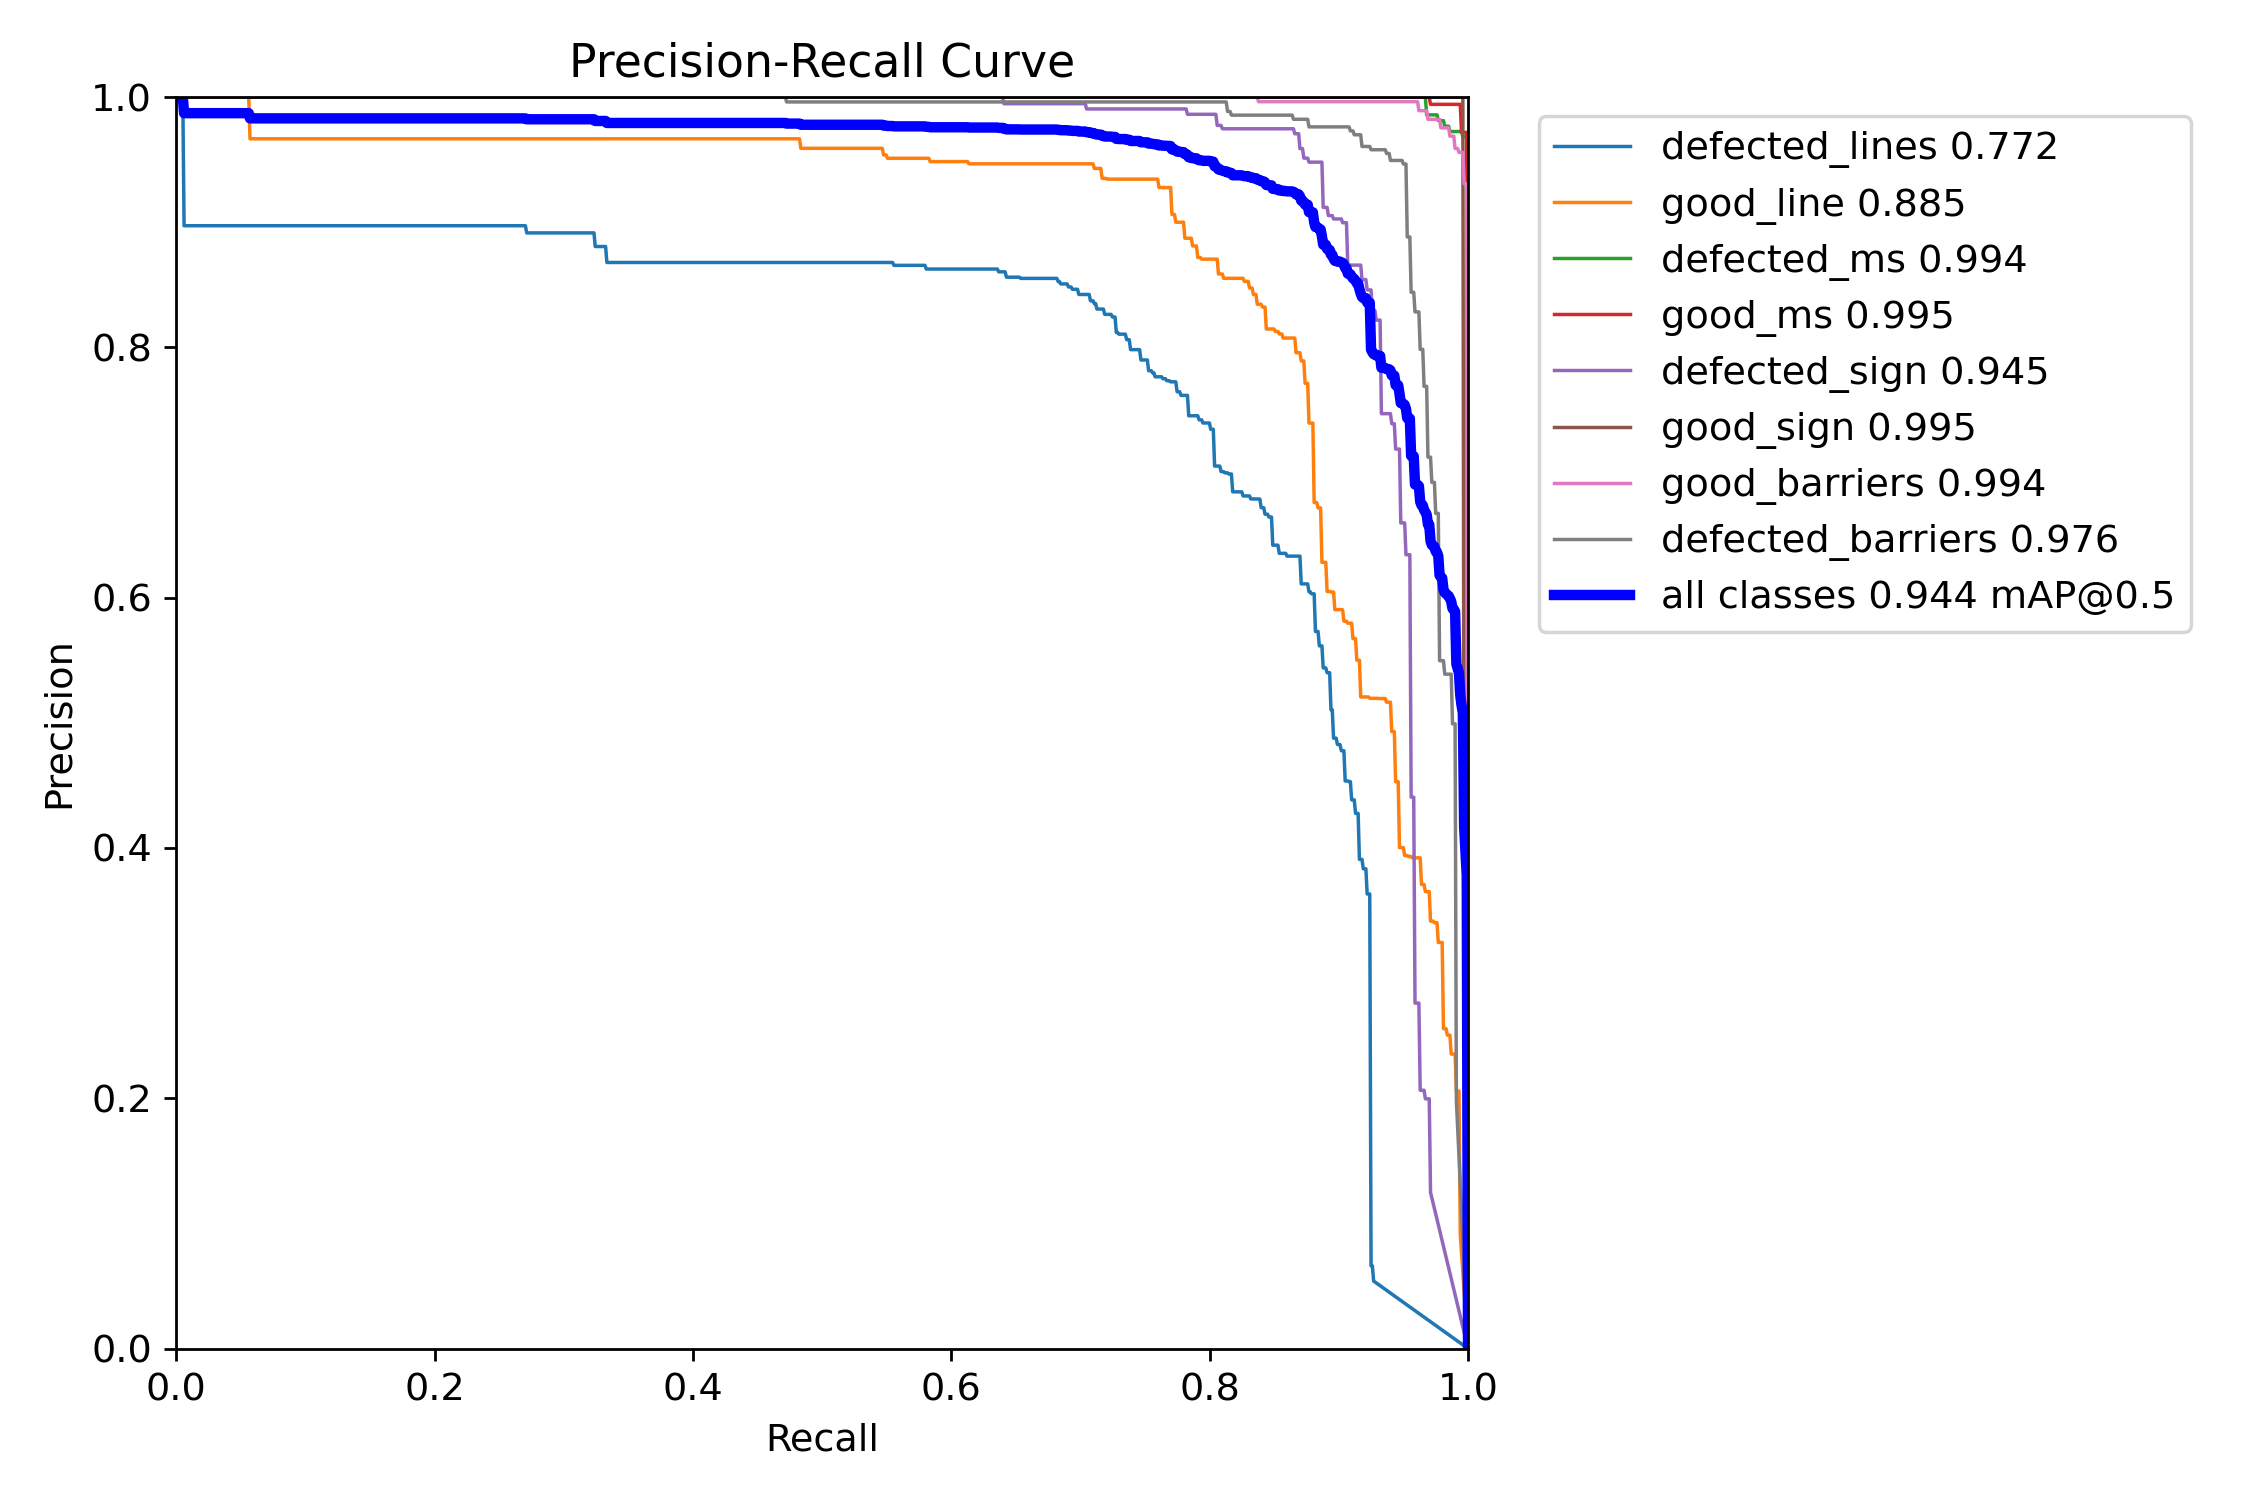 Precision-Recall Curve
1.0
0.8
0.6
0.4
0.2
0.0
Precision
0.0 0.2 0.4 0.6 0.8 1.0
Recall
defected_lines 0.772
good_line 0.885
defected_ms 0.994
good_ms 0.995
defected_sign 0.945
good_sign 0.995
good_barriers 0.994
defected_barriers 0.976
all classes 0.944 mAP@0.5